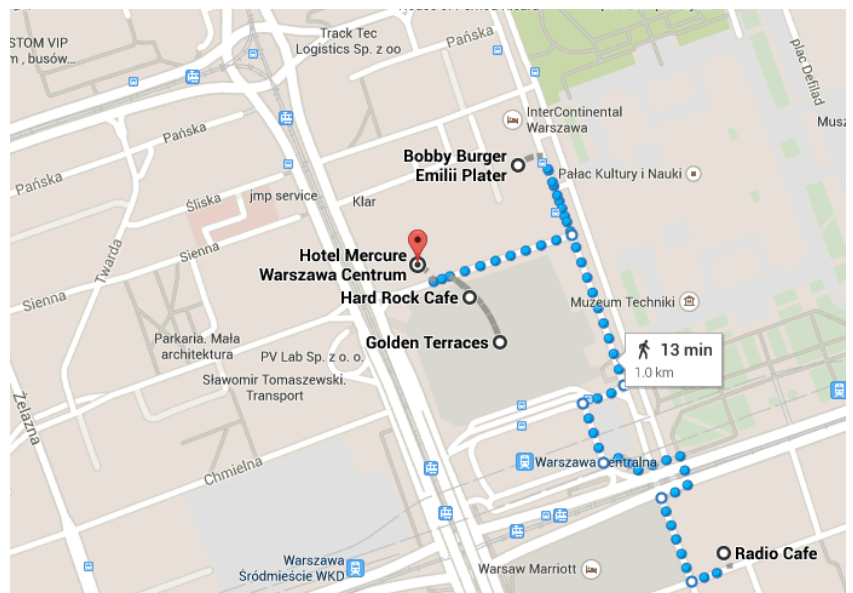 Pańska
Track Tec
Logistics Sp. z oo
STOM VIP
m , busów...
plac Defilad
InterContinental
Warszawa
Pańska
Bobby Burger
Emilii Plater
Pałac Kultury i Nauki
Pańska
Śliska
jmp service
Klar
Sienna
Twarda
Hotel Mercure
Warszawa Centrum
Hard Rock Cafe
Sienna
Muzeum Techniki
Parkaria. Mała
architektura
PV Lab Sp. z o. o.
Golden Terraces
13 min
1.0 km
Sławomir Tomaszewski.
Transport
Żelazna
Chmielna
Warszawa Centralna
Warszawa
Śródmieście WKD
Warsaw Marriott
Radio Cafe